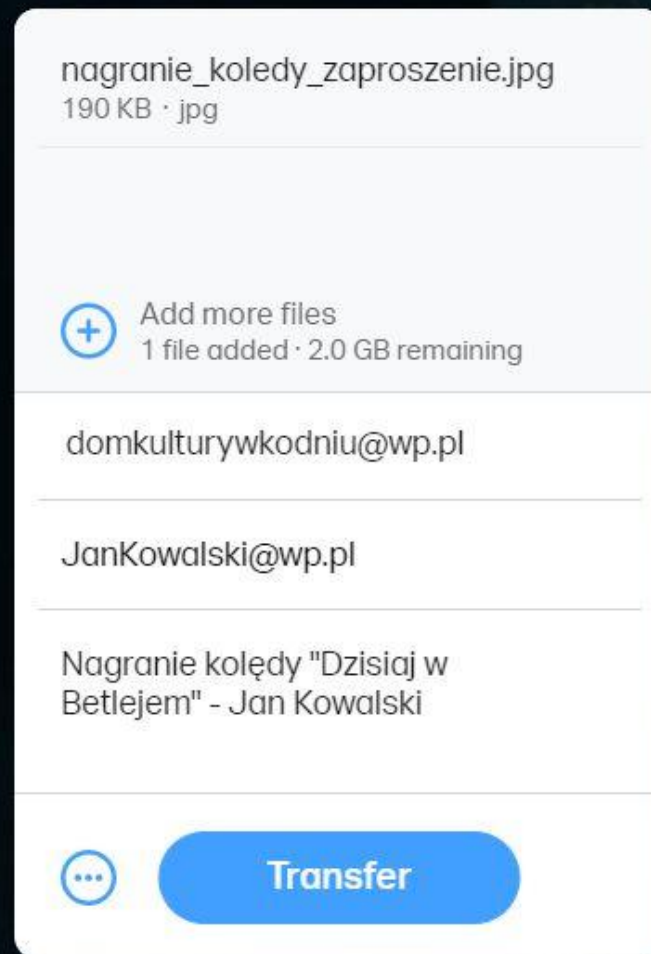 nagranie_koledy_zaproszenie.jpg
190 KB · jpg
Add more files
1 file added · 2.0 GB remaining
domkulturywkodniu@wp.pl
JanKowalski@wp.pl
Nagranie kolędy "Dzisiaj w
Betlejem" - Jan Kowalski
Transfer